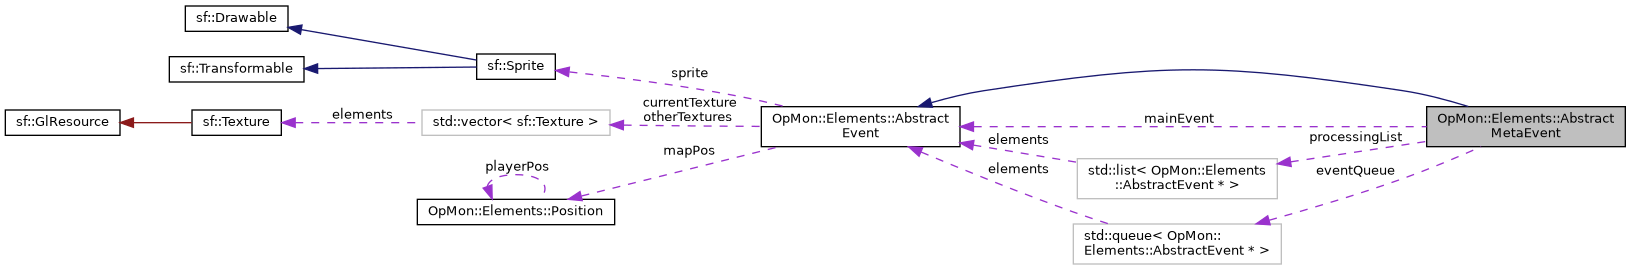 sf::Drawable
sf::Transformable
sf::Sprite
sprite
sf::GlResource
sf::Texture
elements
std::vector< sf::Texture >
currentTexture
otherTextures
mapPos
playerPos
OpMon::Elements::Position
OpMon::Elements::Abstract
Event
mainEvent
elements
processingList
std::list< OpMon::Elements
::AbstractEvent * >
elements
eventQueue
std::queue< OpMon::
Elements::AbstractEvent * >
OpMon::Elements::Abstract
MetaEvent